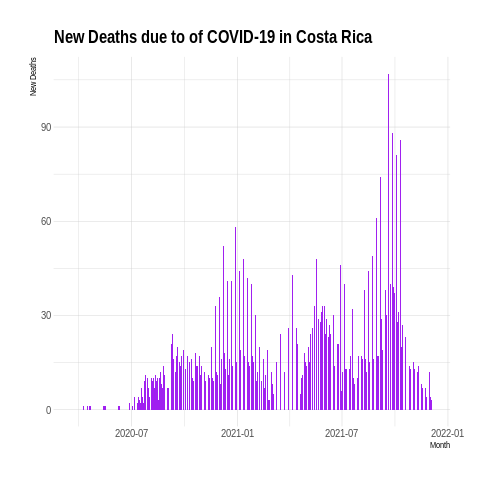 New Deaths due to of COVID-19 in Costa Rica
New Deaths
90
60
30
0
2020-07 2021-01 2021-07 2022-01
Month